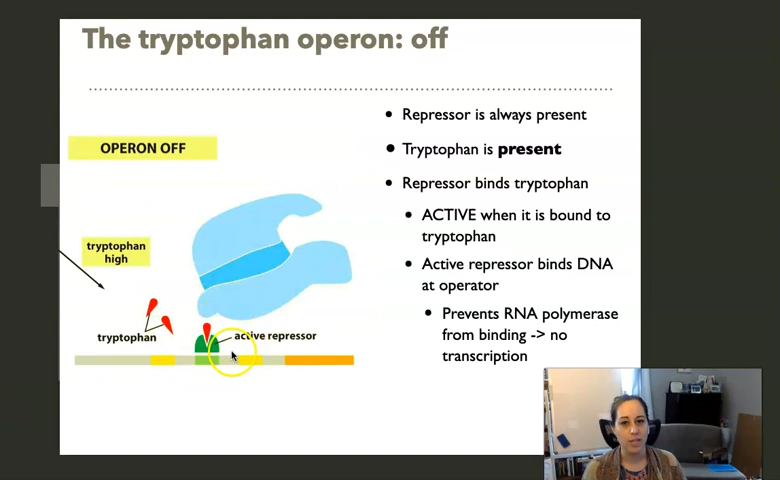 The tryptophan operon: off
OPERON OFF
tryptophan
high
tryptophan
active repressor
• Repressor is always present
• Tryptophan is present
• Repressor binds tryptophan
• ACTIVE when it is bound to
tryptophan
• Active repressor binds DNA
at operator
• Prevents RNA polymerase
from binding -> no
transcription